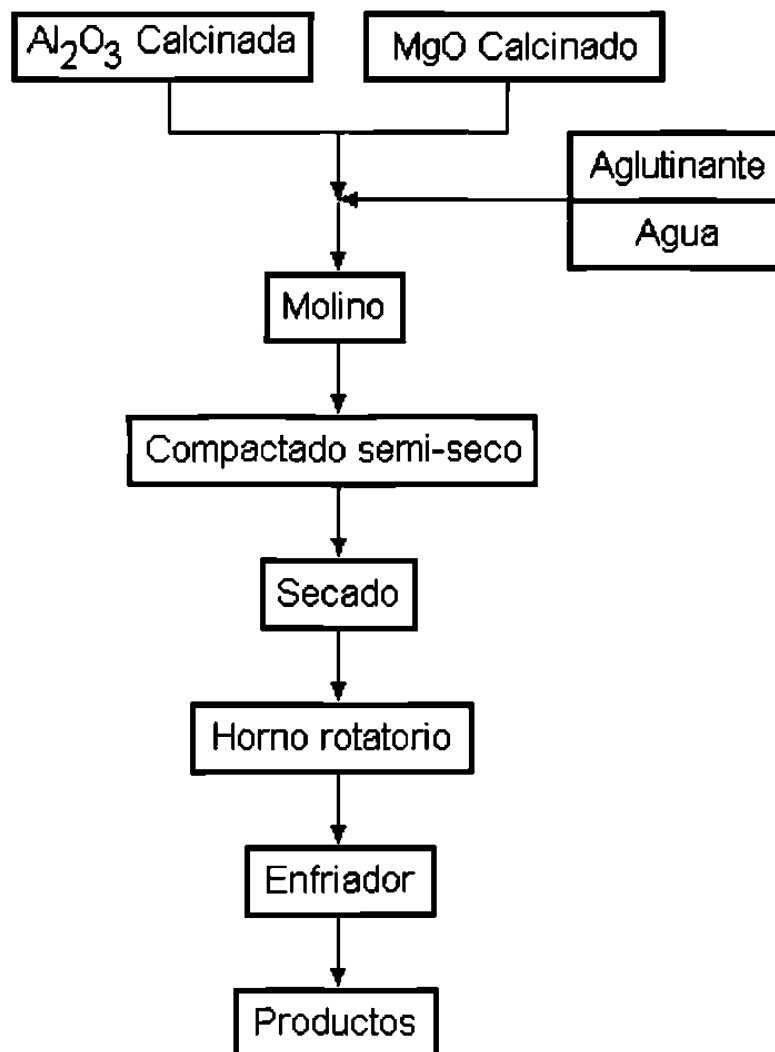 Al₂O₃ Calcinada
MgO Calcinado
Aglutinante
Agua
Molino
Compactado semi-seco
Secado
Horno rotatorio
Enfriador
Productos